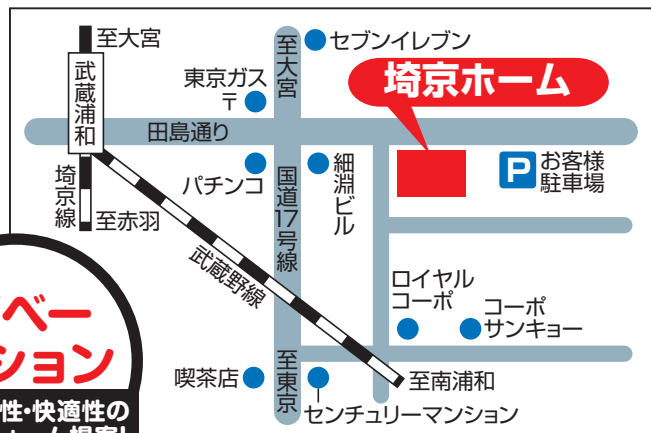 至大宮
武蔵浦和
埼京線
至赤羽
東京ガス
〒
田島通り
パチンコ
至大宮
国道17号線
至東京
セブンイレブン
埼京ホーム
細淵ビル
P
お客様
駐車場
武蔵野線
ロイヤル
コーポ
コーポ
サンキョー
至南浦和
喫茶店
センチュリーマンション
ベー
ション
性・快適性の